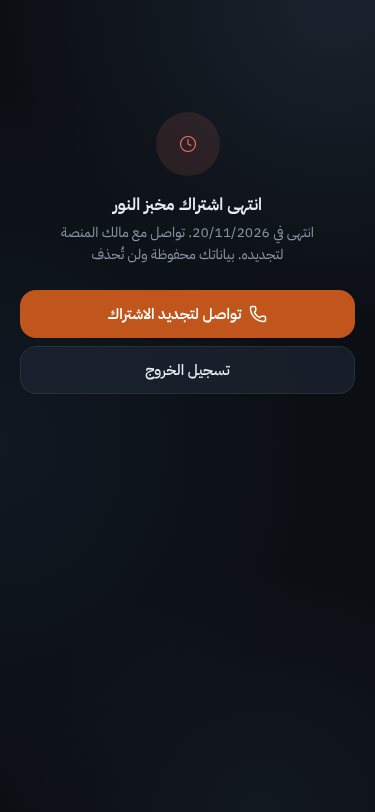 انتهى اشتراك مخبز النور
انتهى في 20/11/2026. تواصل مع مالك المنصة
لتجديده. بياناتك محفوظة ولن تُحذف
تواصل لتجديد الاشتراك
تسجيل الخروج